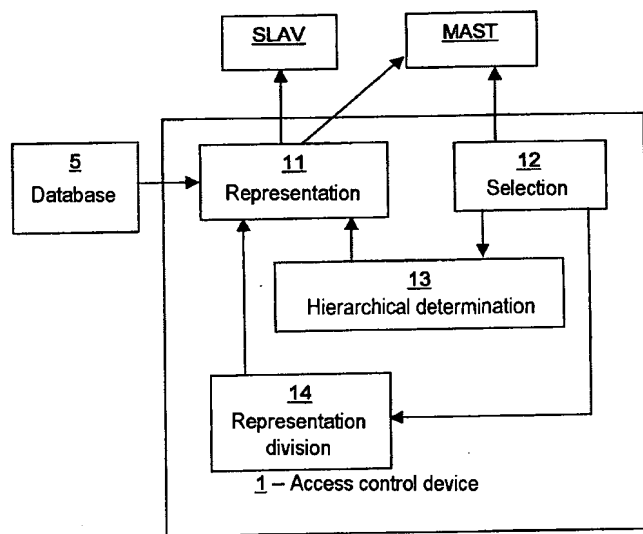 SLAV
MAST
5
Database
11
Representation
12
Selection
13
Hierarchical determination
14
Representation
division
1 – Access control device